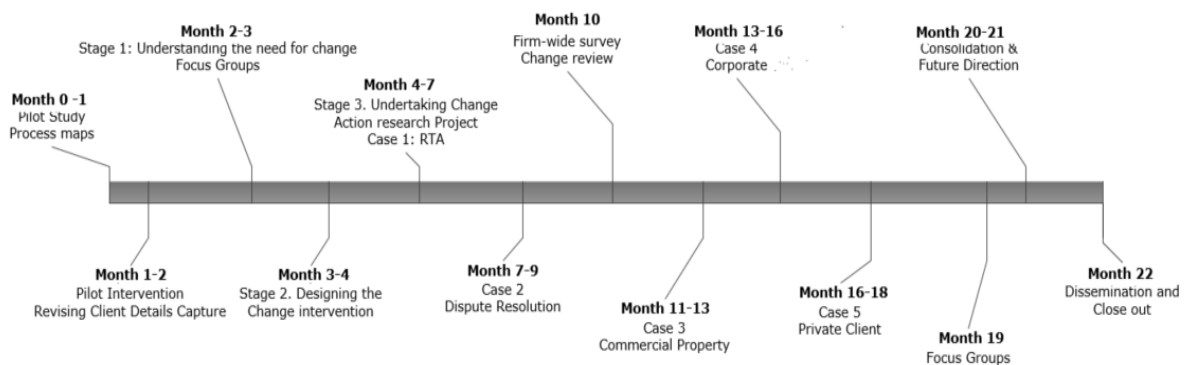 Month 0 -1
Pilot Study
Process maps
Month 1-2
Pilot Intervention
Revising Client Details Capture
Month 2-3
Stage 1: Understanding the need for change
Focus Groups
Month 3-4
Stage 2. Designing the
Change intervention
Month 4-7
Stage 3. Undertaking Change
Action research Project
Case 1: RTA
Month 7-9
Case 2
Dispute Resolution
Month 10
Firm-wide survey
Change review
Month 11-13
Case 3
Commercial Property
Month 13-16
Case 4
Corporate
Month 16-18
Case 5
Private Client
Month 19
Focus Groups
Month 20-21
Consolidation &
Future Direction
Month 22
Dissemination and
Close out